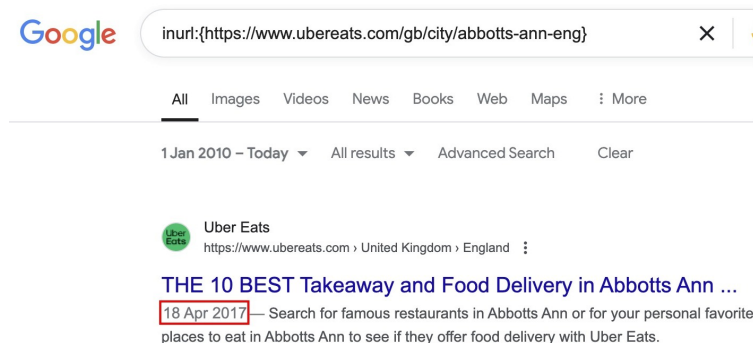 Google
inurl:{https://www.ubereats.com/gb/city/abbotts-ann-eng}
All Images Videos News Books Web Maps More
1 Jan 2010 – Today All results Advanced Search Clear
Uber Eats
Uber Eats
https://www.ubereats.com › United Kingdom › England
THE 10 BEST Takeaway and Food Delivery in Abbotts Ann ...
18 Apr 2017 — Search for famous restaurants in Abbotts Ann or for your personal favorite
places to eat in Abbotts Ann to see if they offer food delivery with Uber Eats.